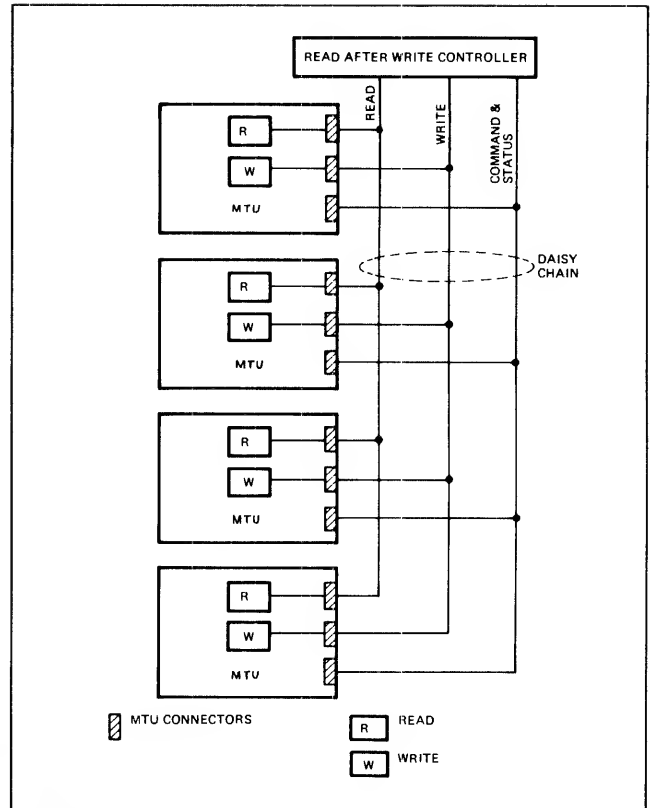 READ AFTER WRITE CONTROLLER
READ
WRITE
COMMAND &
STATUS
R
W
MTU
DAISY
CHAIN
R
W
MTU
R
W
MTU
R
W
MTU
MTU CONNECTORS
R
READ
W
WRITE